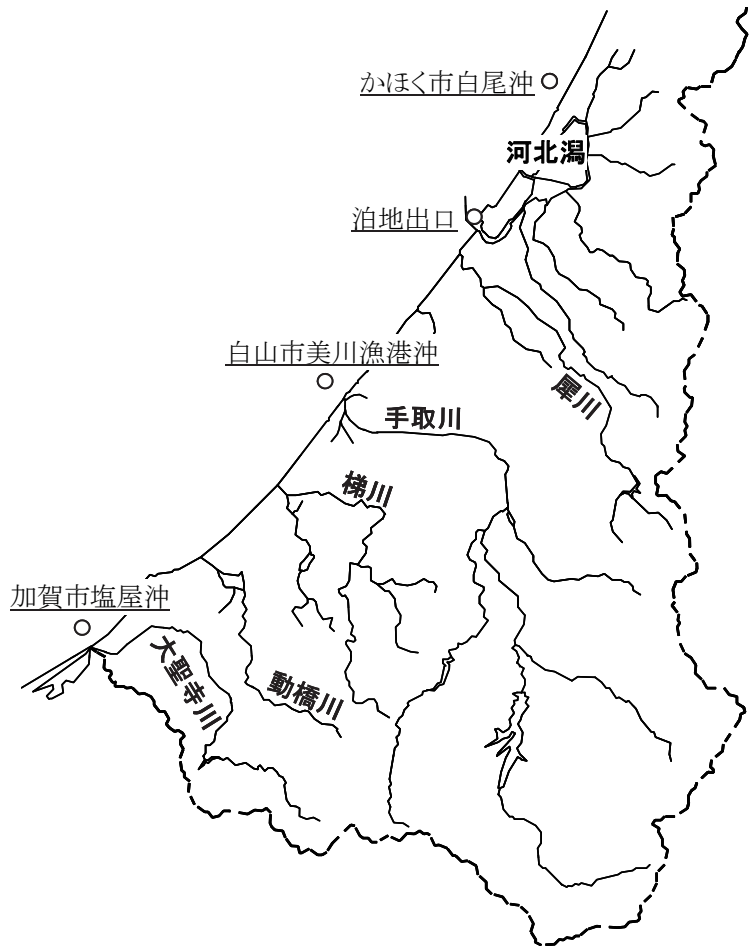 かほく市白尾沖
河北潟
泊地出口
白山市美川漁港沖
犀川
手取川
梯川
加賀市塩屋沖
大聖寺川
動橋川